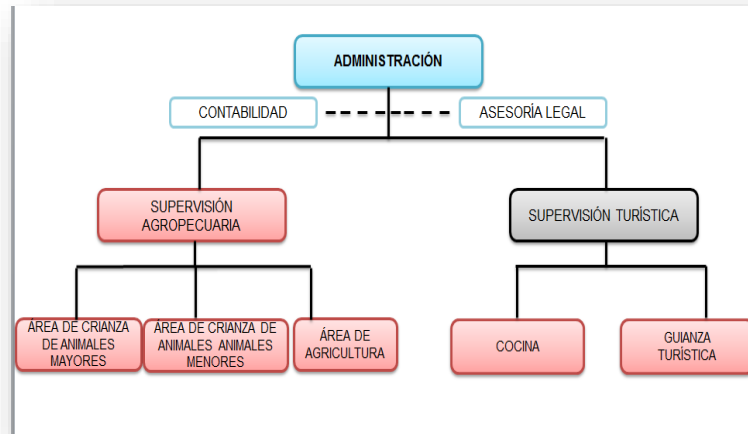 ADMINISTRACIÓN
CONTABILIDAD
ASESORÍA LEGAL
SUPERVISIÓN
AGROPECUARIA
SUPERVISIÓN TURÍSTICA
ÁREA DE CRIANZA
DE ANIMALES
MAYORES
ÁREA DE CRIANZA DE
ANIMALES ANIMALES
MENORES
ÁREA DE
AGRICULTURA
COCINA
GUIANZA
TURÍSTICA